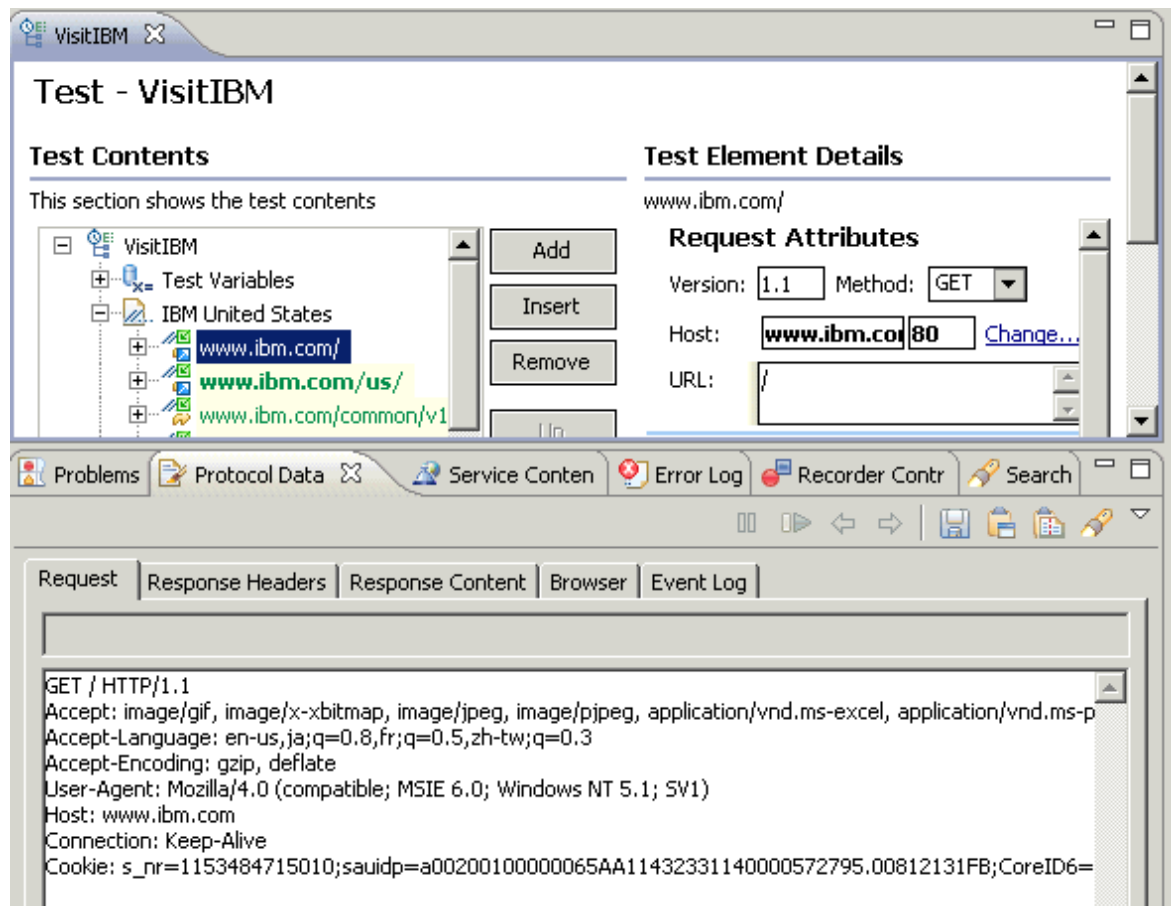 VisitIBM
Test - VisitIBM
Test Contents
This section shows the test contents
VisitIBM
Test Variables
IBM United States
www.ibm.com/
www.ibm.com/us/
www.ibm.com/common/v1
Add
Insert
Remove
Up
Test Element Details
www.ibm.com/
Request Attributes
Version: 1.1 Method: GET
Host: www.ibm.co 80 Change...
URL: /
Problems Protocol Data Service Conten Error Log Recorder Contr Search
Request Response Headers Response Content Browser Event Log
GET / HTTP/1.1
Accept: image/gif, image/x-xbitmap, image/jpeg, image/pjpeg, application/vnd.ms-excel, application/vnd.ms-p
Accept-Language: en-us,ja;q=0.8,fr;q=0.5,zh-tw;q=0.3
Accept-Encoding: gzip, deflate
User-Agent: Mozilla/4.0 (compatible; MSIE 6.0; Windows NT 5.1; SV1)
Host: www.ibm.com
Connection: Keep-Alive
Cookie: s_nr=1153484715010;sauidp=a00200100000065AA11432331140000572795.00812131FB;CoreID6=